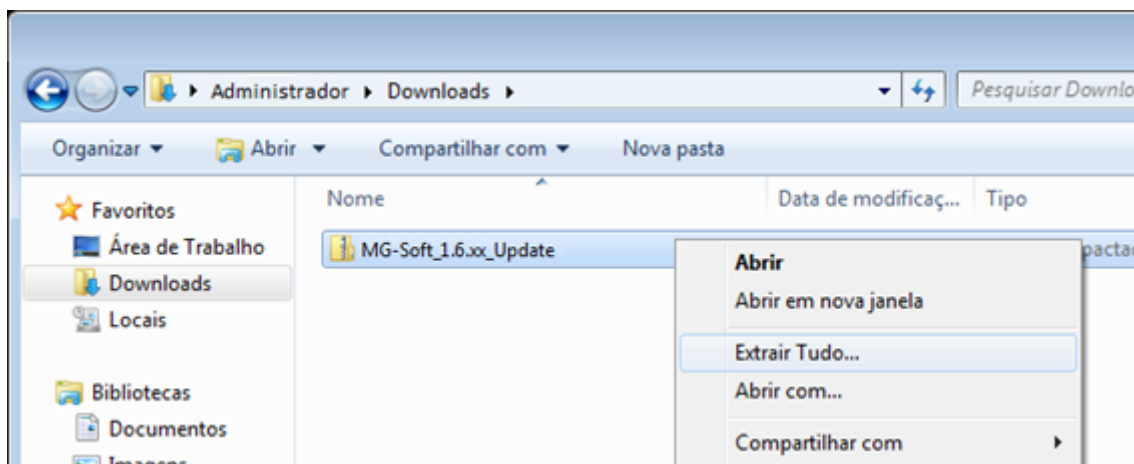 Administrador Downloads
Pesquisar Downlo
Organizar Abrir Compartilhar com Nova pasta
Favoritos
Área de Trabalho
Downloads
Locais
Bibliotecas
Documentos
Imagens
Nome Data de modificaç... Tipo
MG-Soft_1.6.xx_Update
pactad
Abrir
Abrir em nova janela
Extrair Tudo...
Abrir com...
Compartilhar com